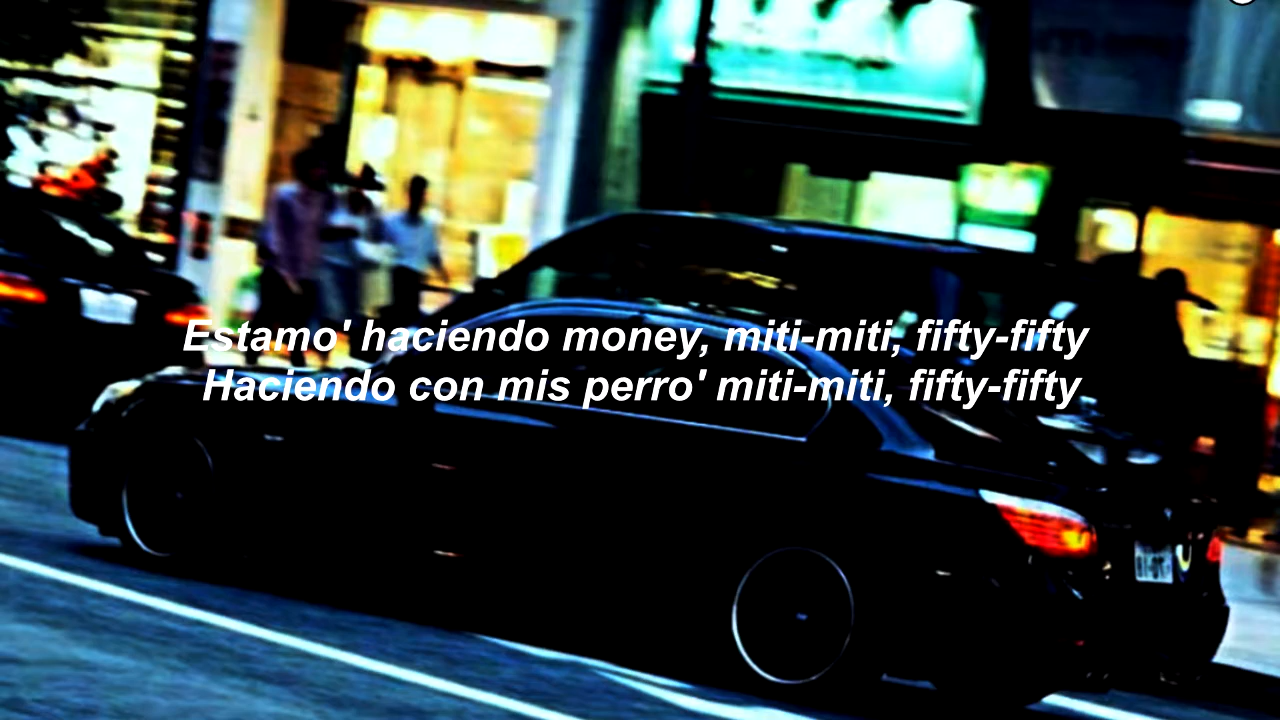 Estamo' haciendo money, miti-miti, fifty-fifty
Haciendo con mis perro' miti-miti, fifty-fifty